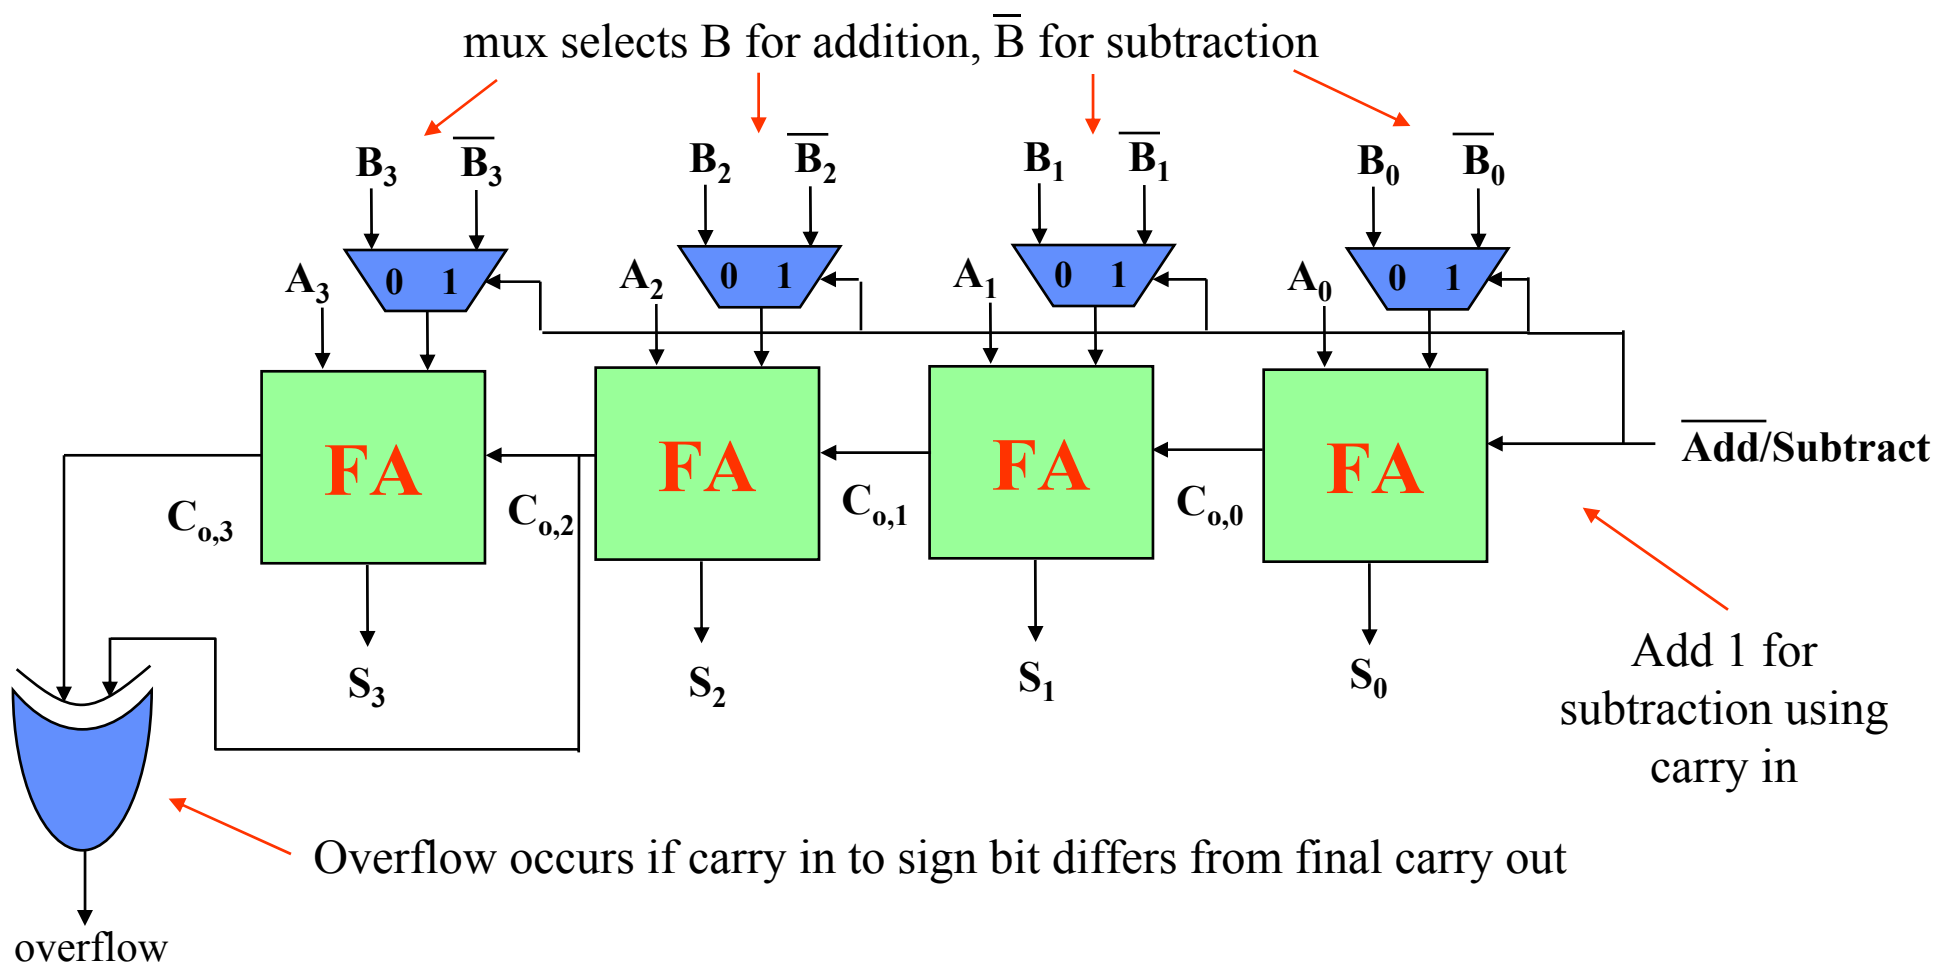 mux selects B for addition, B̅ for subtraction
B₃ B̅₃ B₂ B̅₂ B₁ B̅₁ B₀ B̅₀
A₃ 0 1 A₂ 0 1 A₁ 0 1 A₀ 0 1
FA FA FA FA
A̅d̅d̅/Subtract
Cₒ,₃ Cₒ,₂ Cₒ,₁ Cₒ,₀
S₃ S₂ S₁ S₀
Add 1 for
subtraction using
carry in
Overflow occurs if carry in to sign bit differs from final carry out
overflow